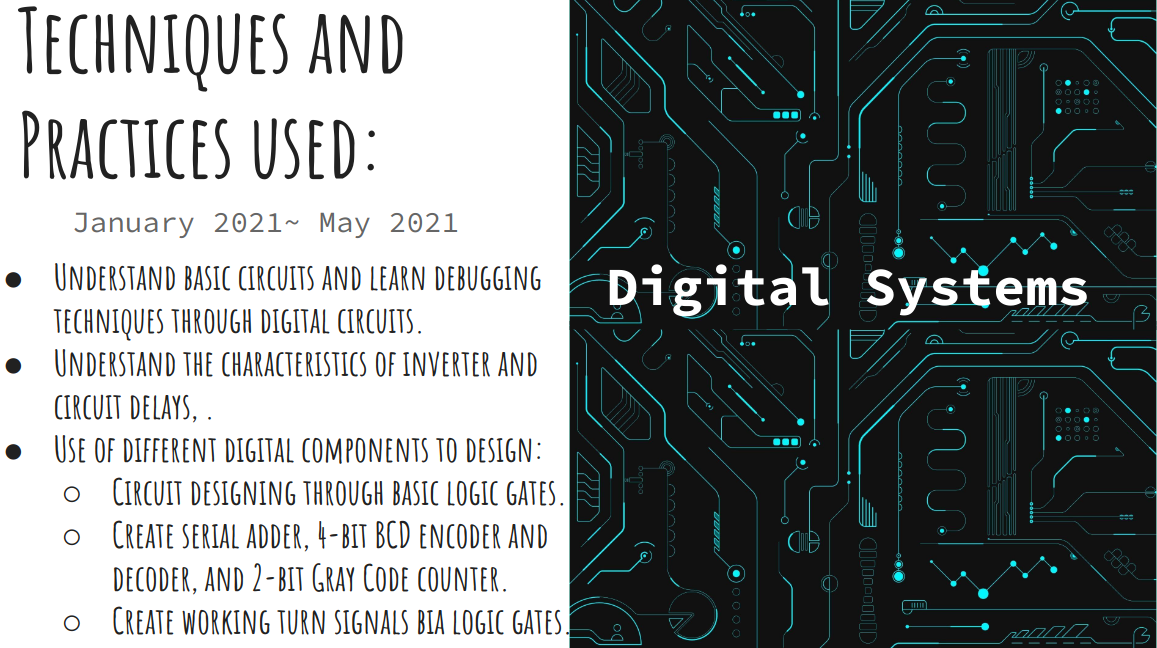 Techniques and
Practices used:
January 2021~ May 2021
● Understand basic circuits and learn debugging
techniques through digital circuits.
● Understand the characteristics of inverter and
circuit delays, .
● Use of different digital components to design:
○ Circuit designing through basic logic gates.
○ Create serial adder, 4-bit BCD encoder and
decoder, and 2-bit Gray Code counter.
○ Create working turn signals bia logic gates.
Digital Systems